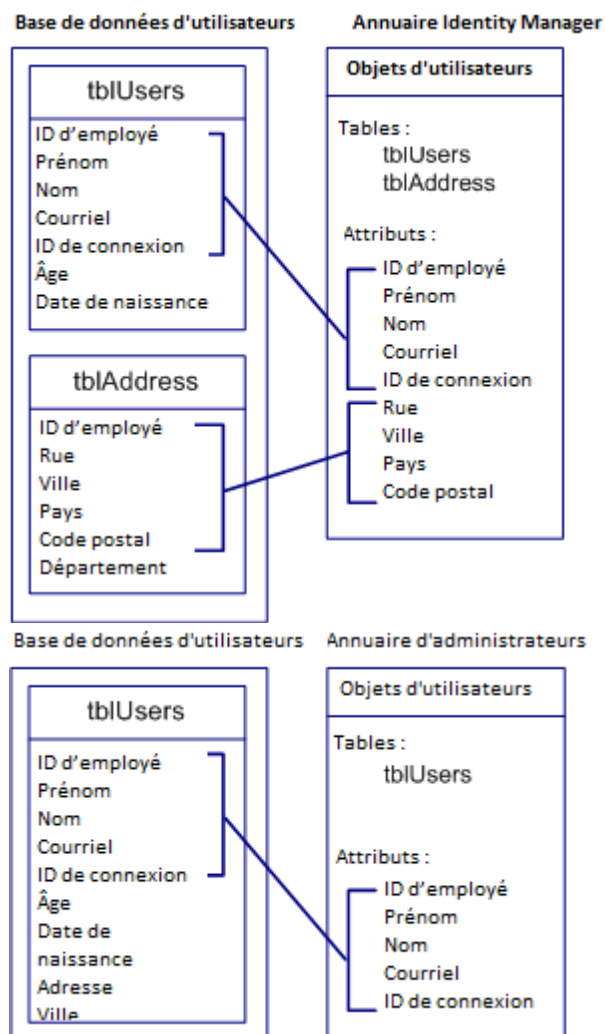 Base de données d'utilisateurs
Annuaire Identity Manager
tblUsers
ID d'employé
Prénom
Nom
Courriel
ID de connexion
Âge
Date de naissance
tblAddress
ID d'employé
Rue
Ville
Pays
Code postal
Département
Objets d'utilisateurs
Tables :
tblUsers
tblAddress
Attributs :
ID d'employé
Prénom
Nom
Courriel
ID de connexion
Rue
Ville
Pays
Code postal
Base de données d'utilisateurs
Annuaire d'administrateurs
tblUsers
ID d'employé
Prénom
Nom
Courriel
ID de connexion
Âge
Date de
naissance
Adresse
Ville
Objets d'utilisateurs
Tables :
tblUsers
Attributs :
ID d'employé
Prénom
Nom
Courriel
ID de connexion